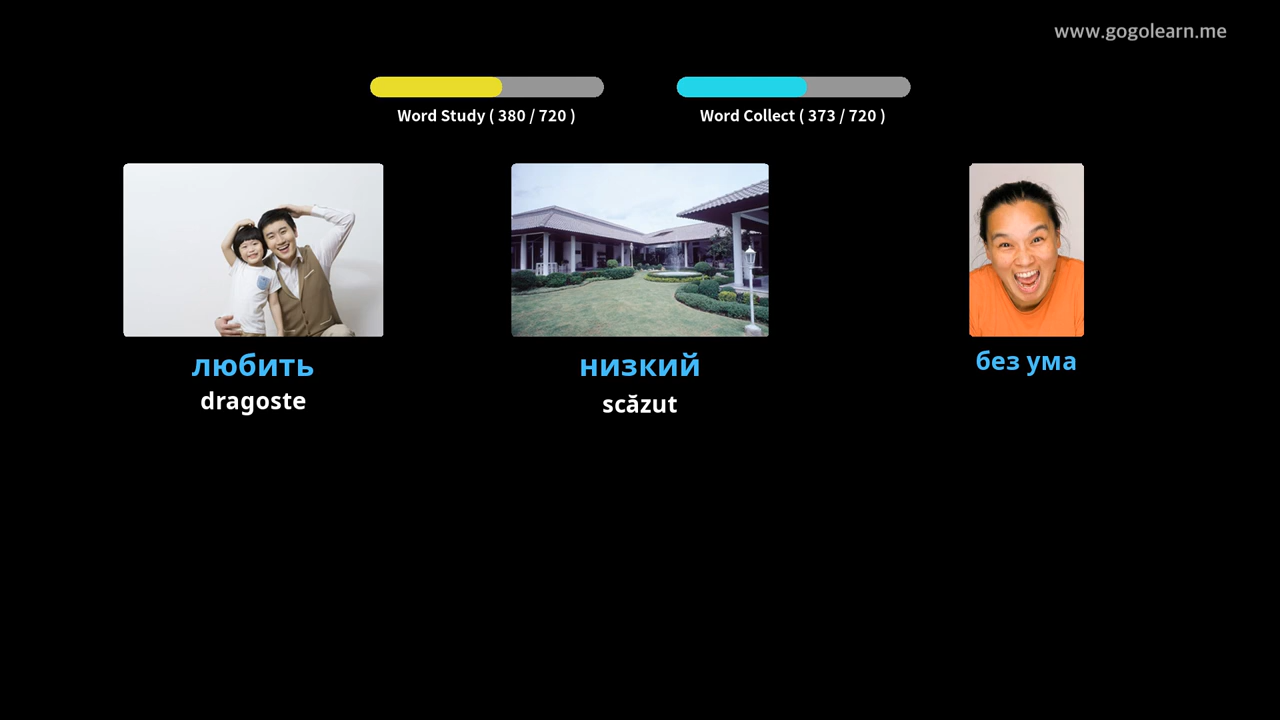 www.gogolearn.me
Word Study ( 380 / 720 )
Word Collect ( 373 / 720 )
любить
dragoste
низкий
scăzut
без ума